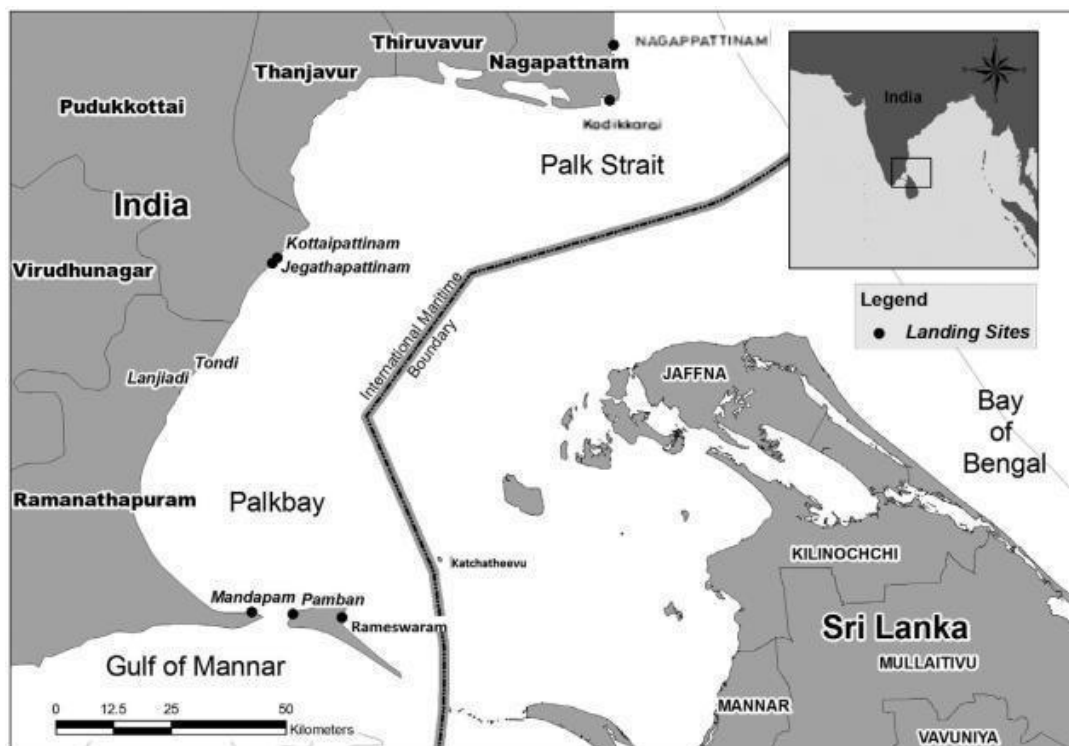 Thiruvavur
NAGAPPATTINAM
Thanjavur
Nagapattnam
Pudukkottai
Kodikkarai
India
Palk Strait
India
Kottaipattinam
Jegathapattinam
Virudhunagar
International Maritime
Boundary
Legend
Landing Sites
Tondi
Lanjiadi
JAFFNA
Bay
of
Bengal
Ramanathapuram
Palkbay
KILINOCHCHI
Katchatheevu
Mandapam
Pamban
Rameswaram
Sri Lanka
MULLAITIVU
Gulf of Mannar
MANNAR
0 12.5 25 50
Kilometers
VAVUNIYA